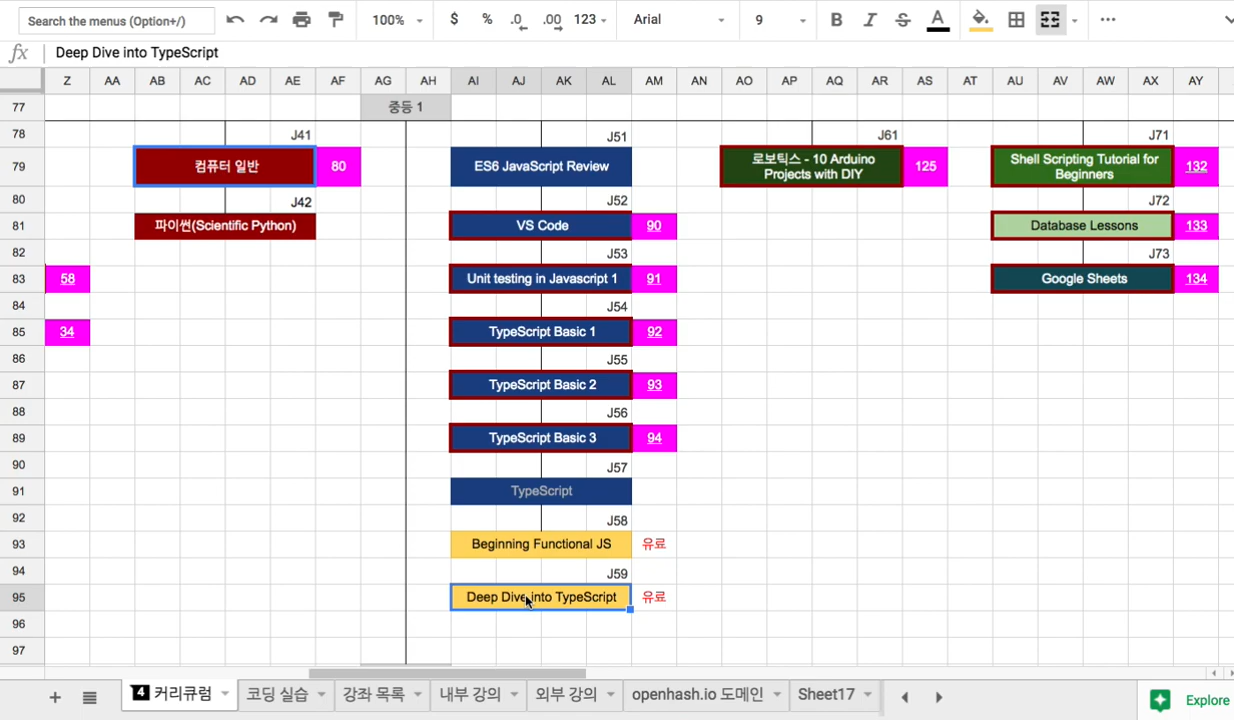 Search the menus (Option+/)
100%
$
%
.0
.00
123
Arial
9
B
I
S
A
fx
Deep Dive into TypeScript
Z AA AB AC AD AE AF AG AH AI AJ AK AL AM AN AO AP AQ AR AS AT AU AV AW AX AY
77 중등 1
78 J41 J51 J61 J71
79 컴퓨터 일반 80 ES6 JavaScript Review 로보틱스 - 10 Arduino 125 Shell Scripting Tutorial for 132
Projects with DIY Beginners
80 J42 J52 J72
81 파이썬(Scientific Python) VS Code 90 Database Lessons 133
82 J53 J73
83 58 Unit testing in Javascript 1 91 Google Sheets 134
84 J54
85 34 TypeScript Basic 1 92
86 J55
87 TypeScript Basic 2 93
88 J56
89 TypeScript Basic 3 94
90 J57
91 TypeScript
92 J58
93 Beginning Functional JS 유료
94 J59
95 Deep Dive into TypeScript 유료
96
97
4 커리큘럼 코딩 실습 강좌 목록 내부 강의 외부 강의 openhash.io 도메인 Sheet17 Explore